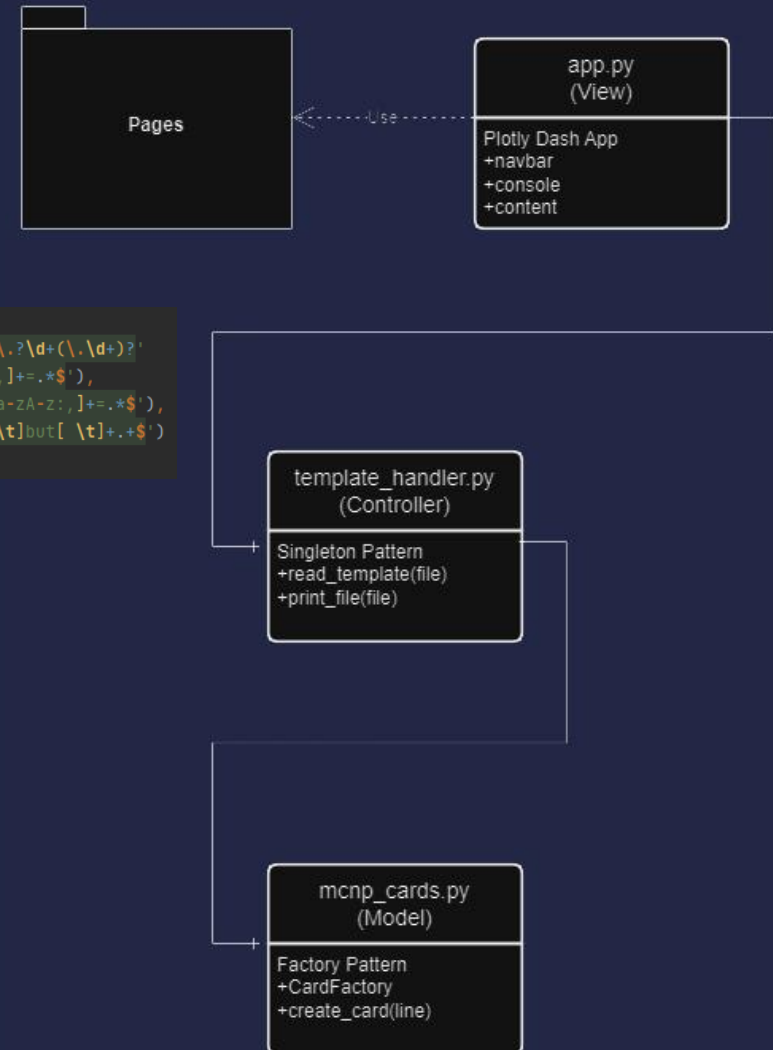 Pages
Use
app.py
(View)
Plotly Dash App
+navbar
+console
+content
\.?\d+(\.\d+)?'
]+=.*$'),
a-zA-z:,]+=.*$'),
\t]but[ \t]+.+$')
template_handler.py
(Controller)
Singleton Pattern
+read_template(file)
+print_file(file)
mcnp_cards.py
(Model)
Factory Pattern
+CardFactory
+create_card(line)